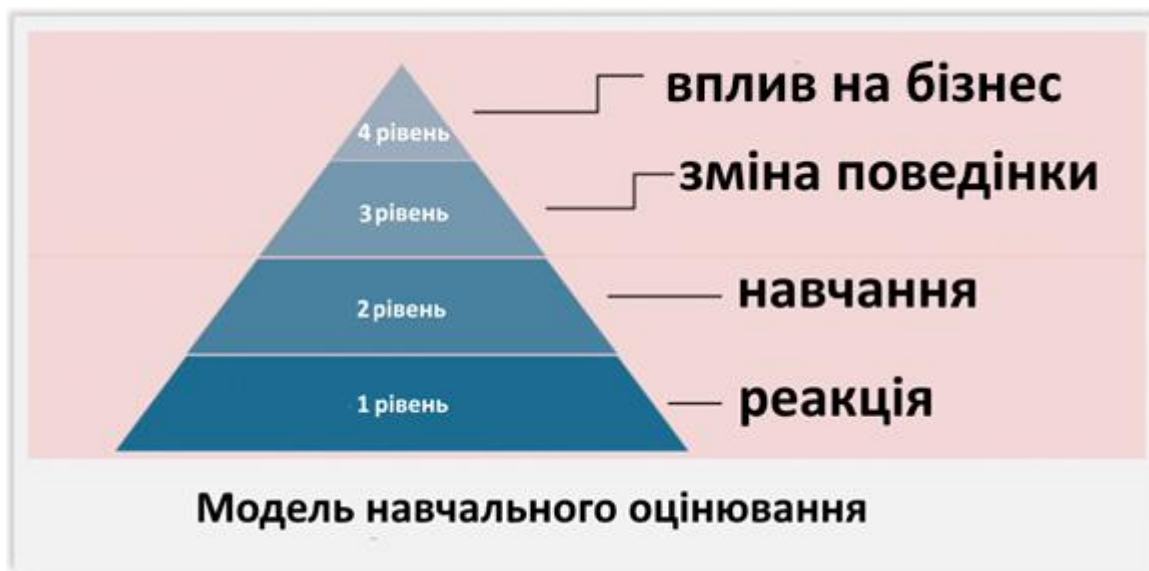 вплив на бізнес
4 рівень
зміна поведінки
3 рівень
навчання
2 рівень
реакція
1 рівень
Модель навчального оцінювання